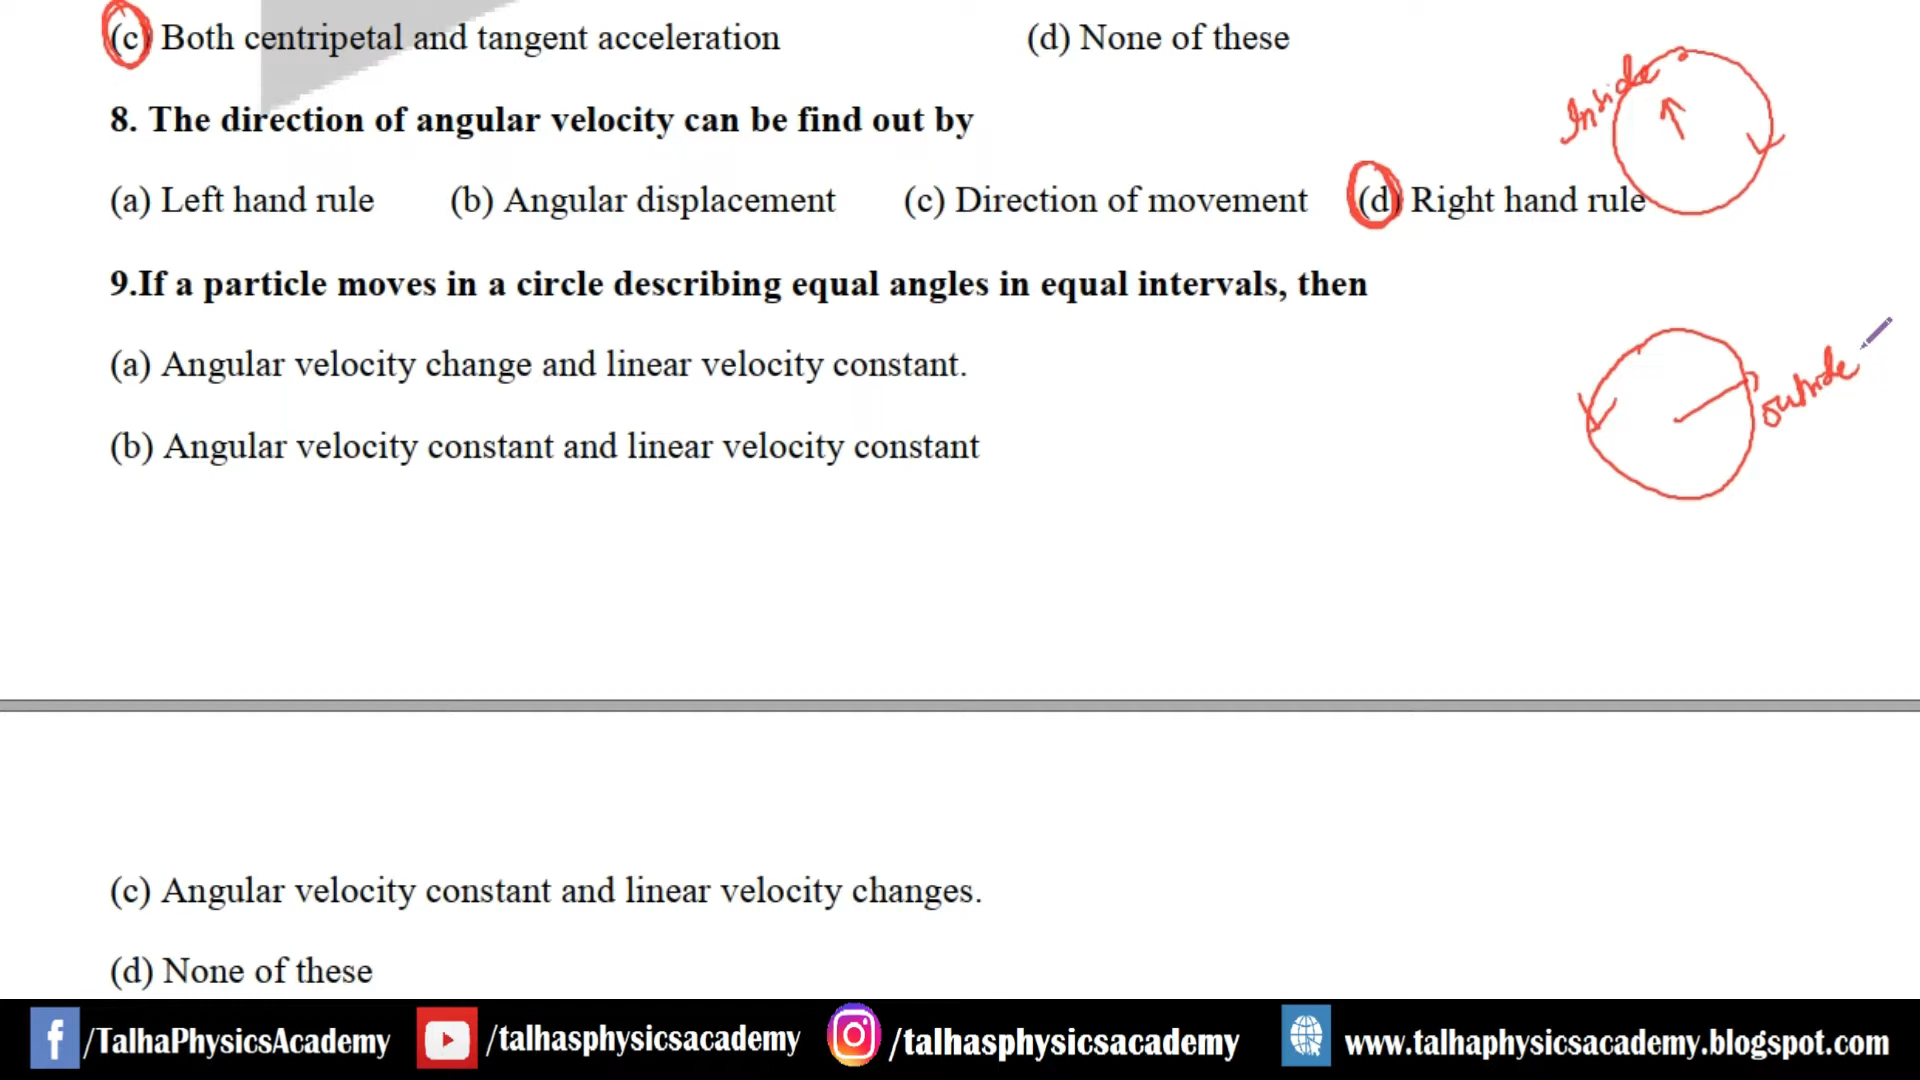 (c) Both centripetal and tangent acceleration (d) None of these
8. The direction of angular velocity can be find out by
Inside
(a) Left hand rule (b) Angular displacement (c) Direction of movement (d) Right hand rule
9.If a particle moves in a circle describing equal angles in equal intervals, then
(a) Angular velocity change and linear velocity constant.
outside
(b) Angular velocity constant and linear velocity constant
(c) Angular velocity constant and linear velocity changes.
(d) None of these
/TalhaPhysicsAcademy /talhasphysicsacademy /talhasphysicsacademy www.talhaphysicsacademy.blogspot.com